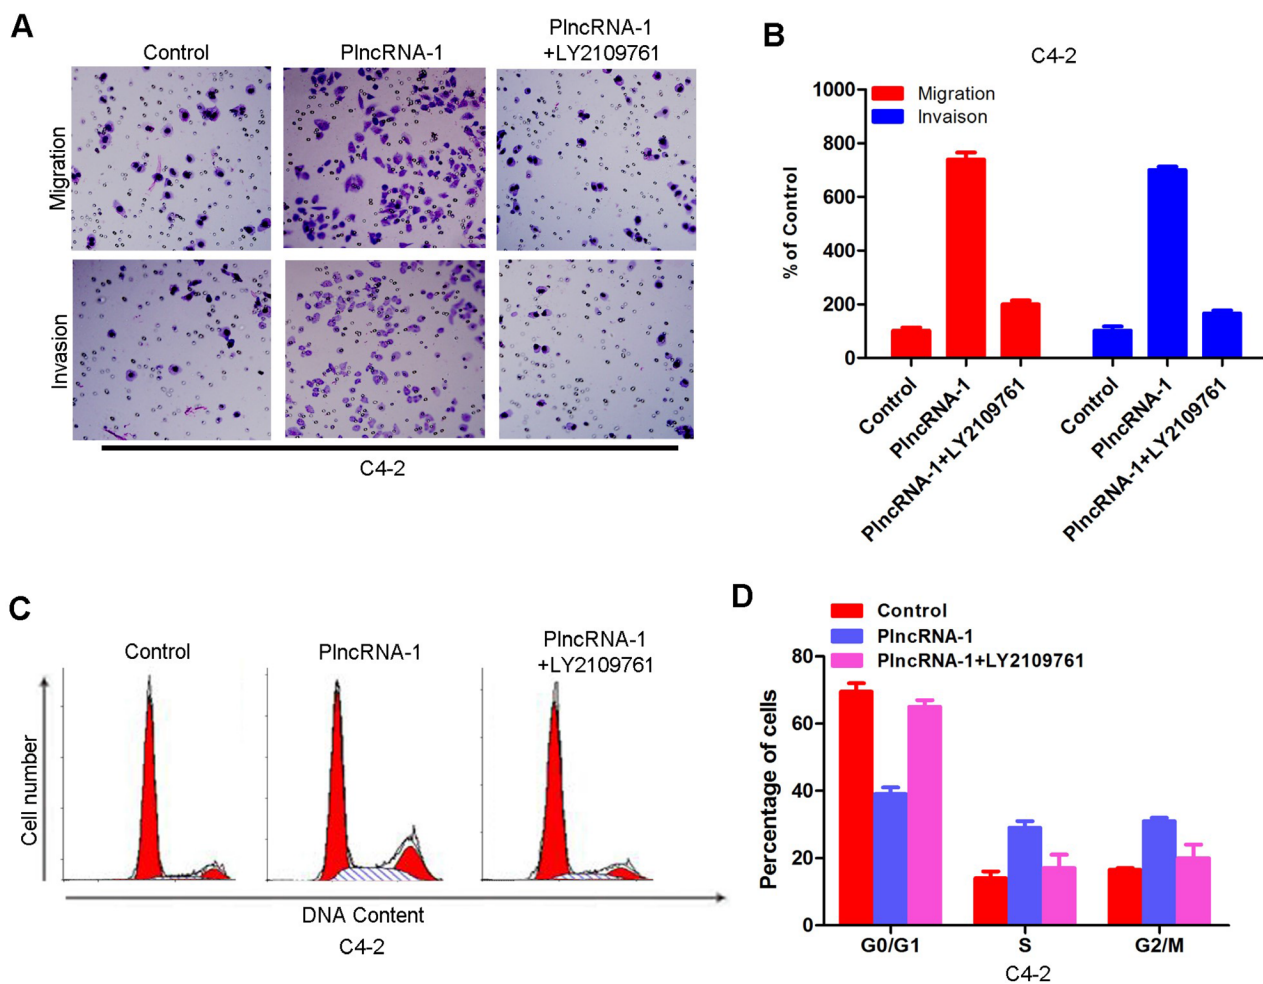 A
Control
PlncRNA-1
PlncRNA-1
+LY2109761
Migration
Invasion
C4-2
B
C4-2
Migration
Invaison
% of Control
1000
800
600
400
200
0
Control
PlncRNA-1
PlncRNA-1+LY2109761
Control
PlncRNA-1
PlncRNA-1+LY2109761
C
Control
PlncRNA-1
PlncRNA-1
+LY2109761
Cell number
DNA Content
C4-2
D
Control
PlncRNA-1
PlncRNA-1+LY2109761
Percentage of cells
80
60
40
20
0
G0/G1
S
G2/M
C4-2